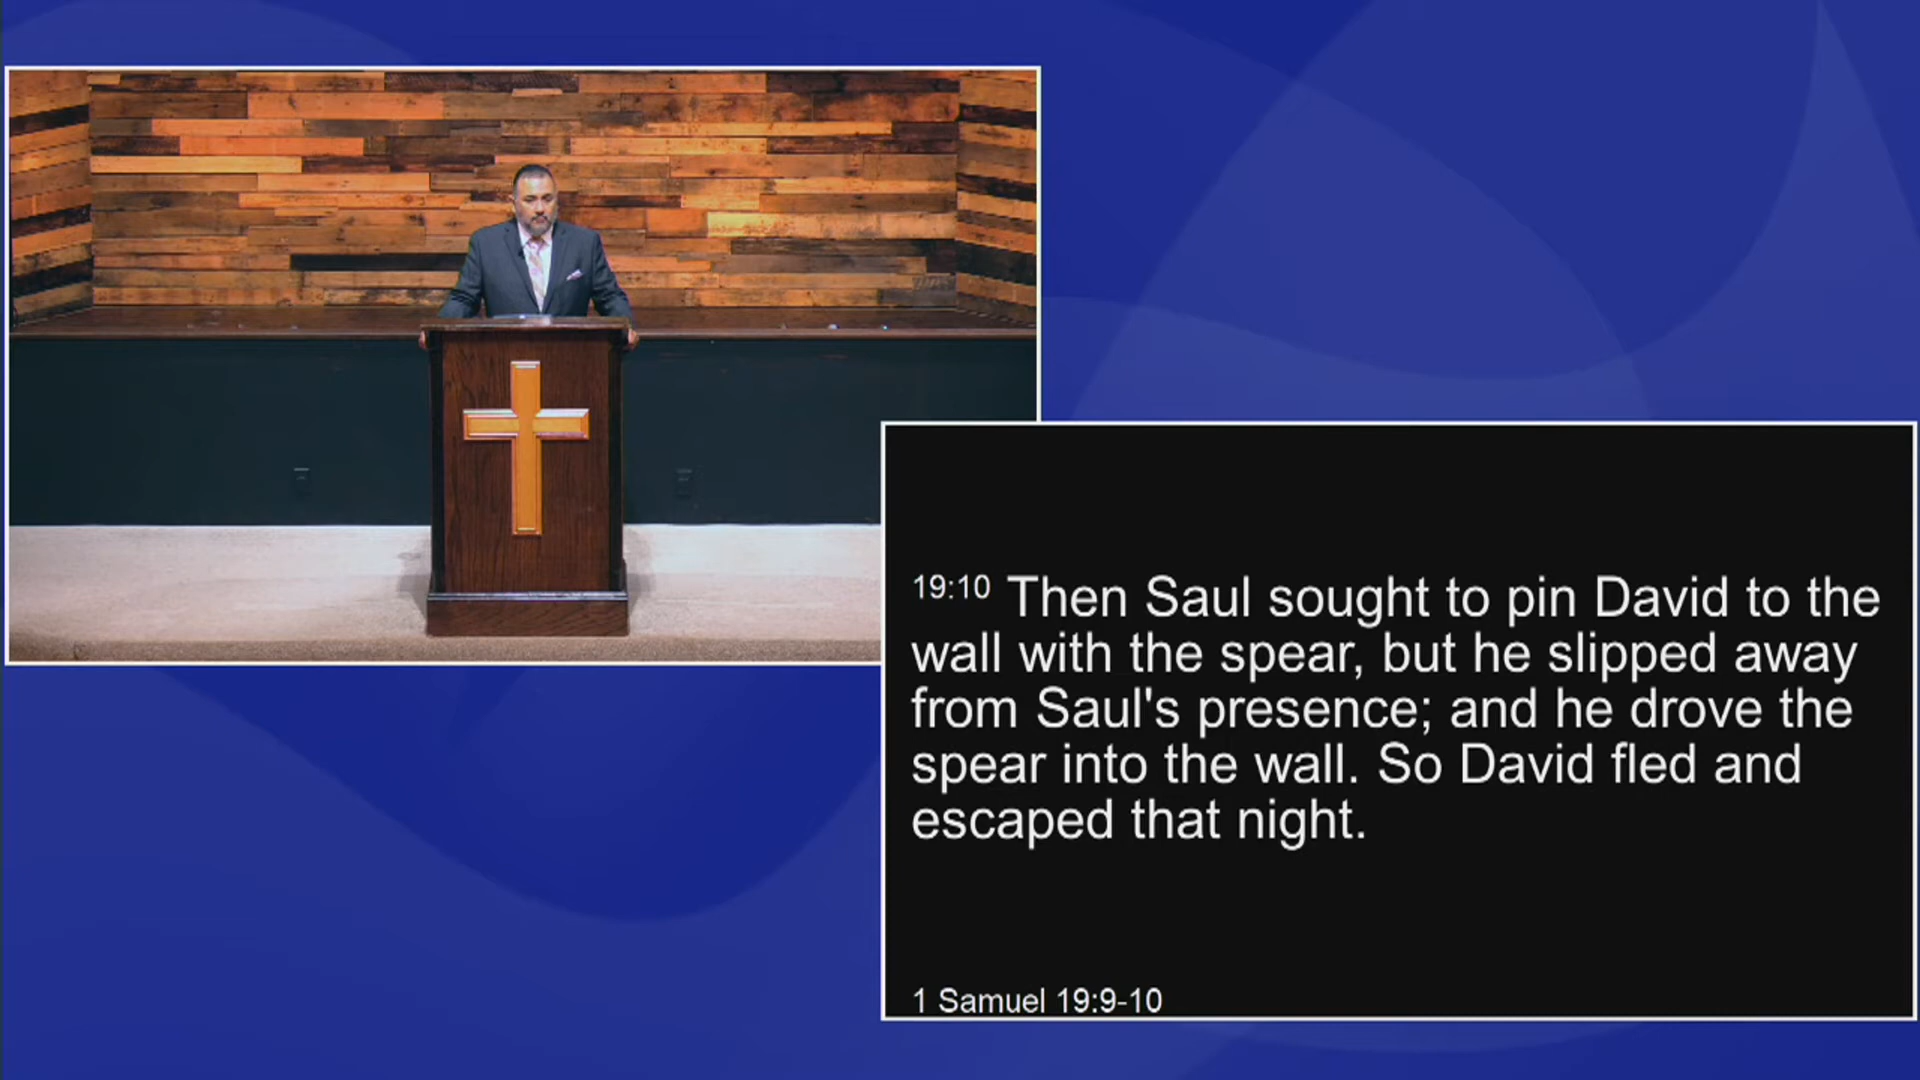 19:10 Then Saul sought to pin David to the
wall with the spear, but he slipped away
from Saul's presence; and he drove the
spear into the wall. So David fled and
escaped that night.
1 Samuel 19:9-10